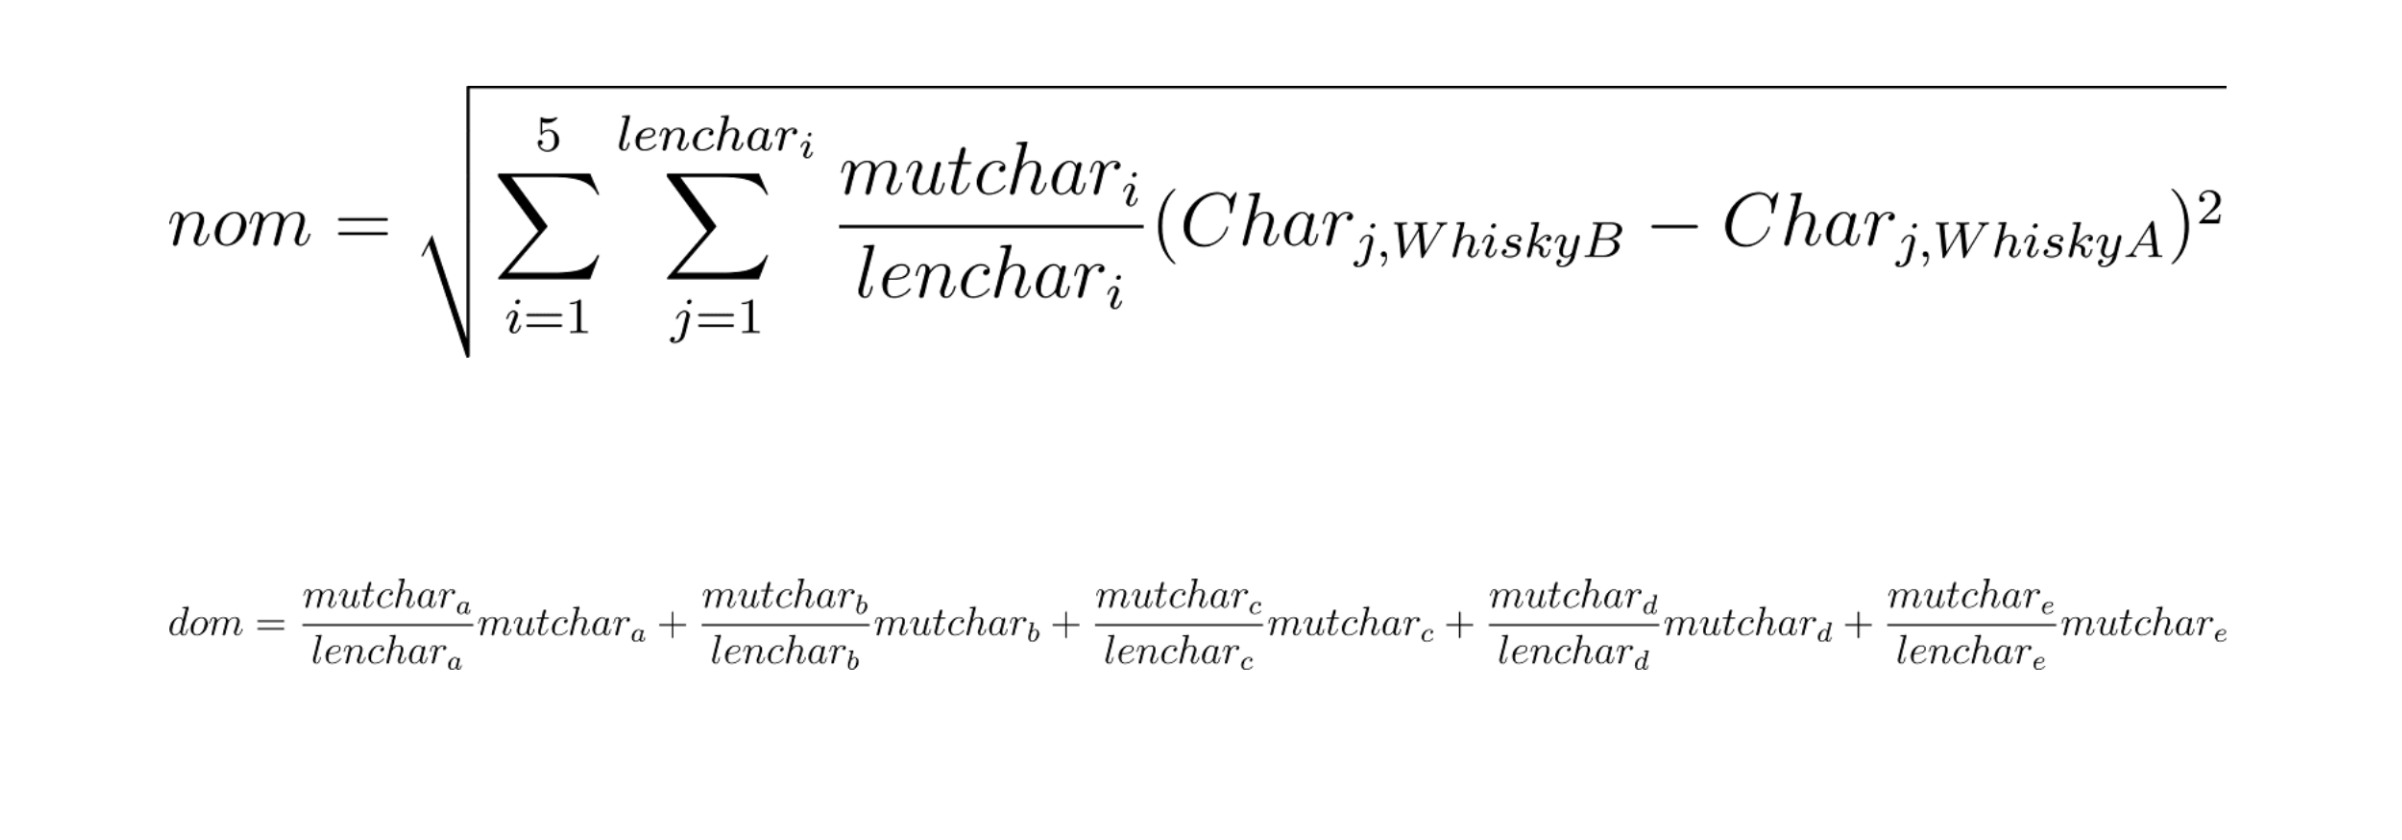 nom = \sqrt{\sum_{i=1}^{5} \sum_{j=1}^{lenchar_i} \frac{mutchar_i}{lenchar_i} (Char_{j,WhiskyB} - Char_{j,WhiskyA})^2}
dom = \frac{mutchar_a}{lenchar_a} mutchar_a + \frac{mutchar_b}{lenchar_b} mutchar_b + \frac{mutchar_c}{lenchar_c} mutchar_c + \frac{mutchar_d}{lenchar_d} mutchar_d + \frac{mutchar_e}{lenchar_e} mutchar_e